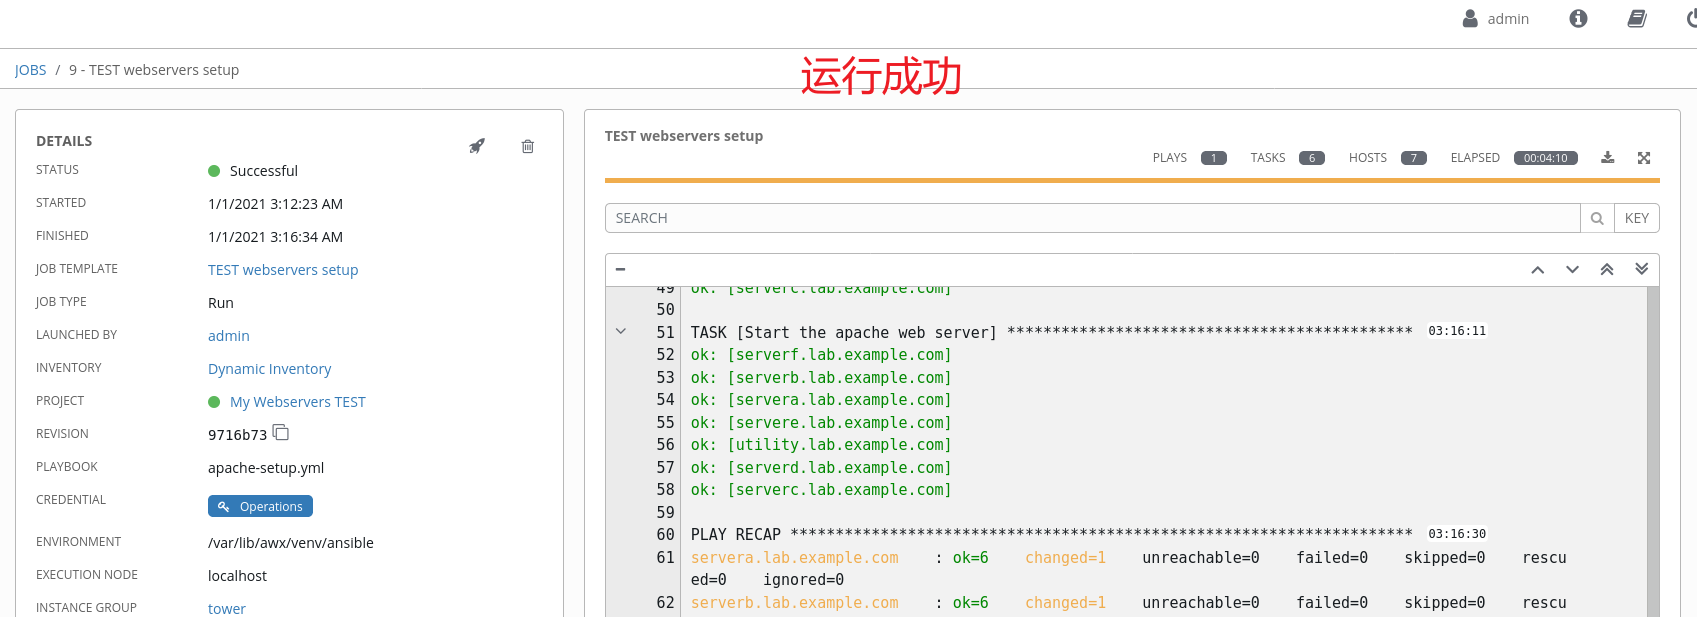 admin
JOBS / 9 - TEST webservers setup
运行成功
DETAILS
STATUS Successful
STARTED 1/1/2021 3:12:23 AM
FINISHED 1/1/2021 3:16:34 AM
JOB TEMPLATE TEST webservers setup
JOB TYPE Run
LAUNCHED BY admin
INVENTORY Dynamic Inventory
PROJECT My Webservers TEST
REVISION 9716b73
PLAYBOOK apache-setup.yml
CREDENTIAL Operations
ENVIRONMENT /var/lib/awx/venv/ansible
EXECUTION NODE localhost
INSTANCE GROUP tower
TEST webservers setup
PLAYS 1 TASKS 6 HOSTS 7 ELAPSED 00:04:10
SEARCH KEY
49 ok: [serverc.lab.example.com]
50
51 TASK [Start the apache web server] ********************************************* 03:16:11
52 ok: [serverf.lab.example.com]
53 ok: [serverb.lab.example.com]
54 ok: [servera.lab.example.com]
55 ok: [servere.lab.example.com]
56 ok: [utility.lab.example.com]
57 ok: [serverd.lab.example.com]
58 ok: [serverc.lab.example.com]
59
60 PLAY RECAP ********************************************************************* 03:16:30
61 servera.lab.example.com : ok=6 changed=1 unreachable=0 failed=0 skipped=0 rescu
ed=0 ignored=0
62 serverb.lab.example.com : ok=6 changed=1 unreachable=0 failed=0 skipped=0 rescu